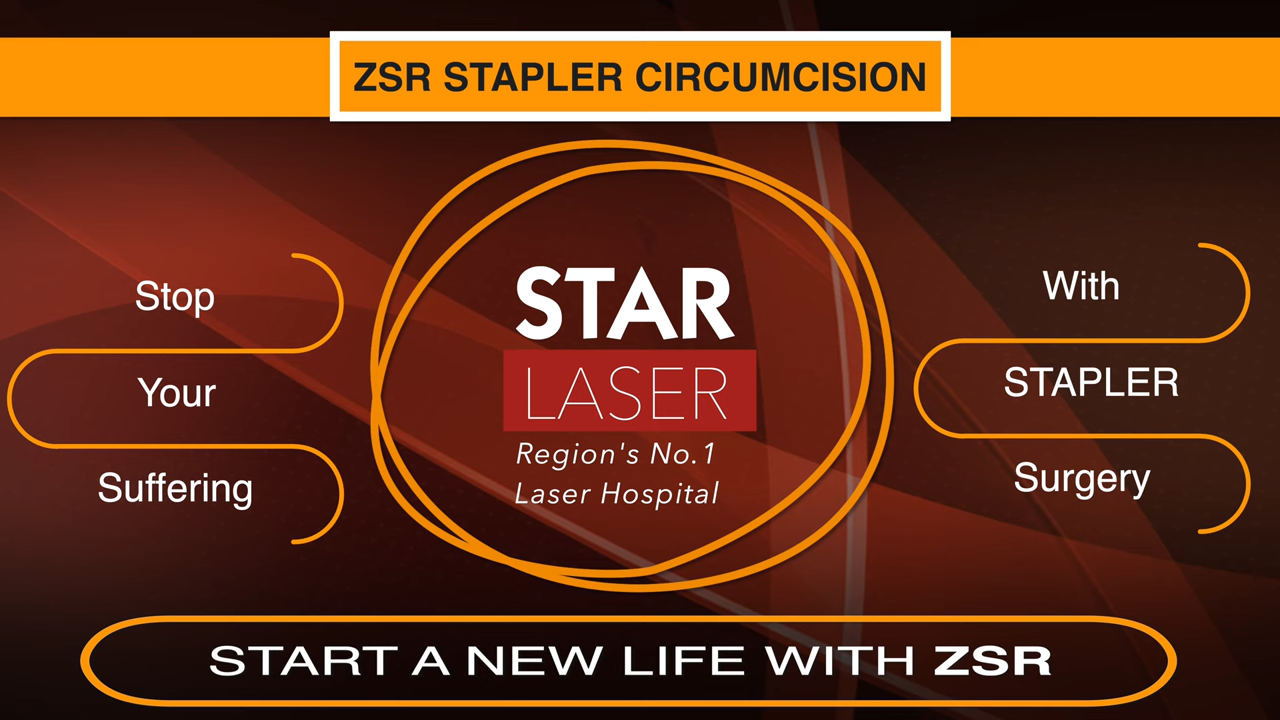 ZSR STAPLER CIRCUMCISION
Stop
Your
Suffering
STAR
LASER
Region's No.1
Laser Hospital
With
STAPLER
Surgery
START A NEW LIFE WITH ZSR